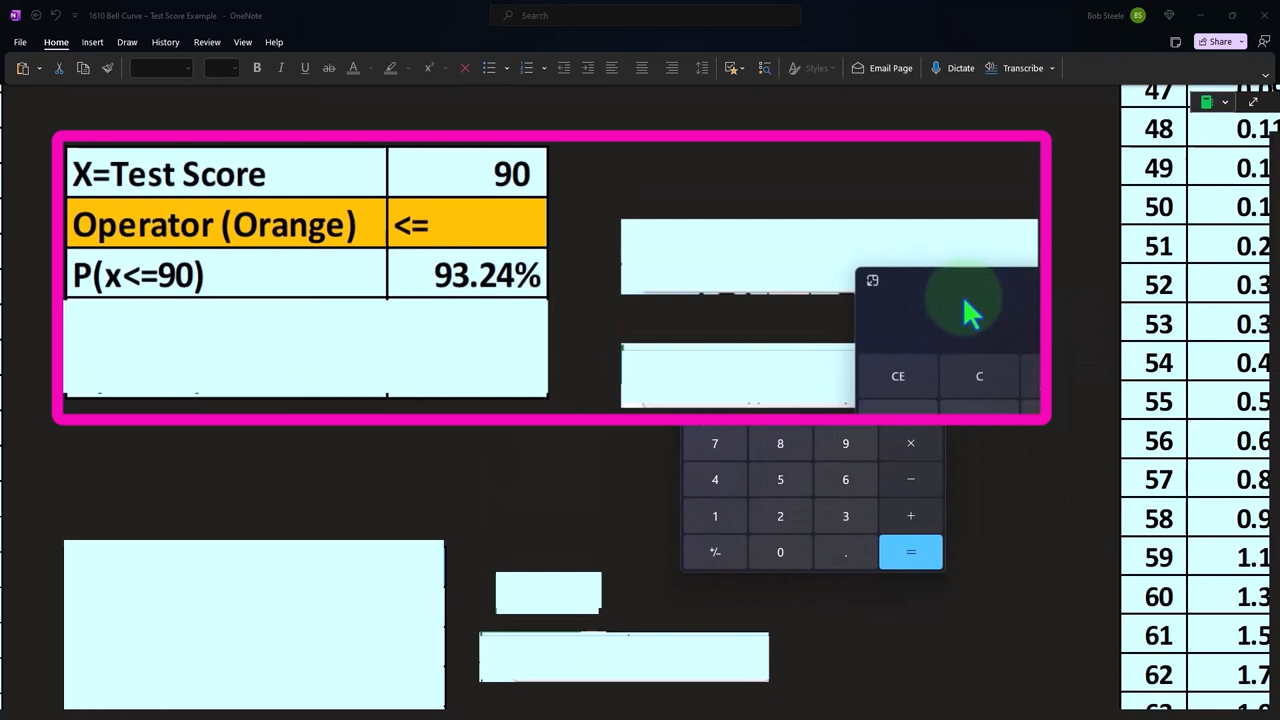 1610 Bell Curve – Test Score Example - OneNote
Search
Bob Steele BS
File Home Insert Draw History Review View Help
Share
B I U ab A x Styles Email Page Dictate Transcribe
X=Test Score 90
Operator (Orange) <=
P(x<=90) 93.24%
CE C
7 8 9 ×
4 5 6 −
1 2 3 +
+/- 0 . =
47
48
49 0.1
50 0.1
51 0.2
52 0.3
53 0.3
54 0.4
55 0.5
56 0.6
57 0.8
58 0.9
59 1.1
60 1.3
61 1.5
62 1.7